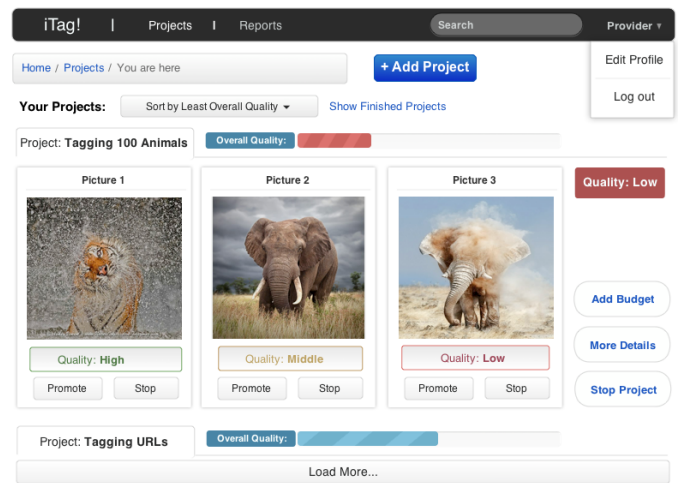 iTag! | Projects | Reports Search Provider ▾
Edit Profile
Log out
Home / Projects / You are here
+ Add Project
Your Projects: Sort by Least Overall Quality ▾ Show Finished Projects
Project: Tagging 100 Animals Overall Quality:
Picture 1 Picture 2 Picture 3
Quality: Low
Quality: High Quality: Middle Quality: Low
Promote Stop Promote Stop Promote Stop
Add Budget
More Details
Stop Project
Project: Tagging URLs Overall Quality:
Load More...